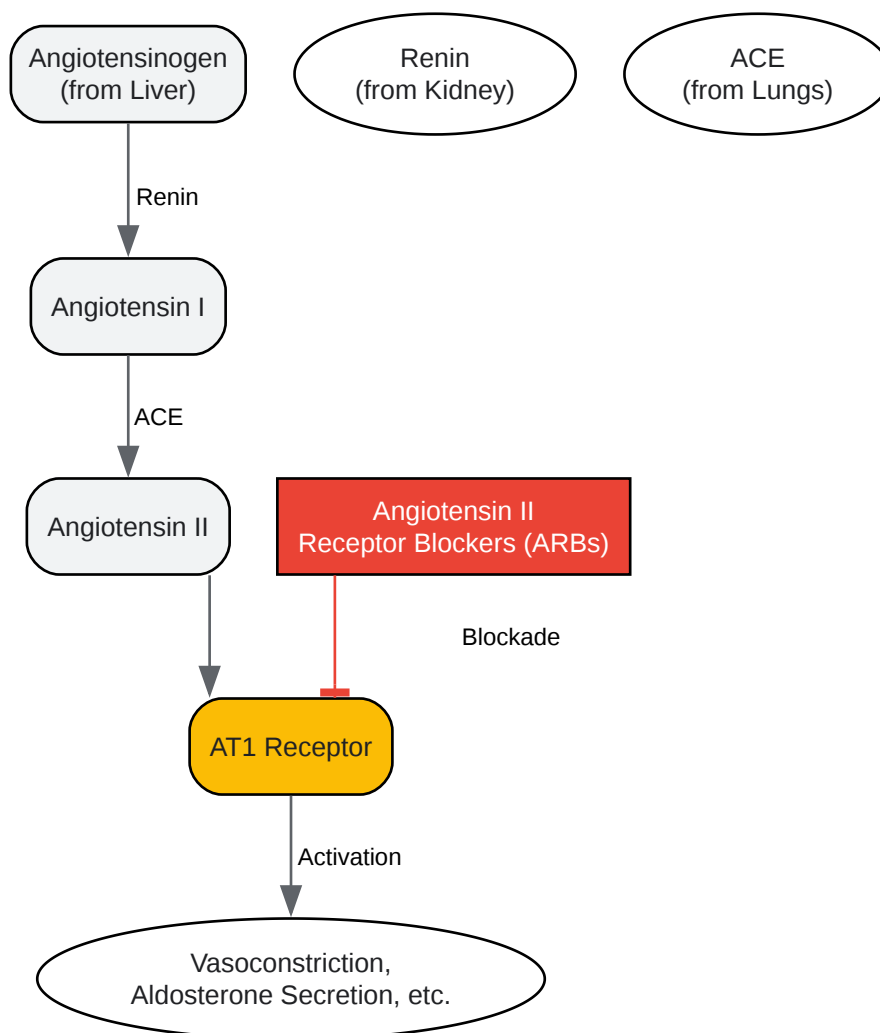 Angiotensinogen
(from Liver)
Renin
(from Kidney)
ACE
(from Lungs)
Renin
Angiotensin I
ACE
Angiotensin II
Angiotensin II
Receptor Blockers (ARBs)
Blockade
AT1 Receptor
Activation
Vasoconstriction,
Aldosterone Secretion, etc.